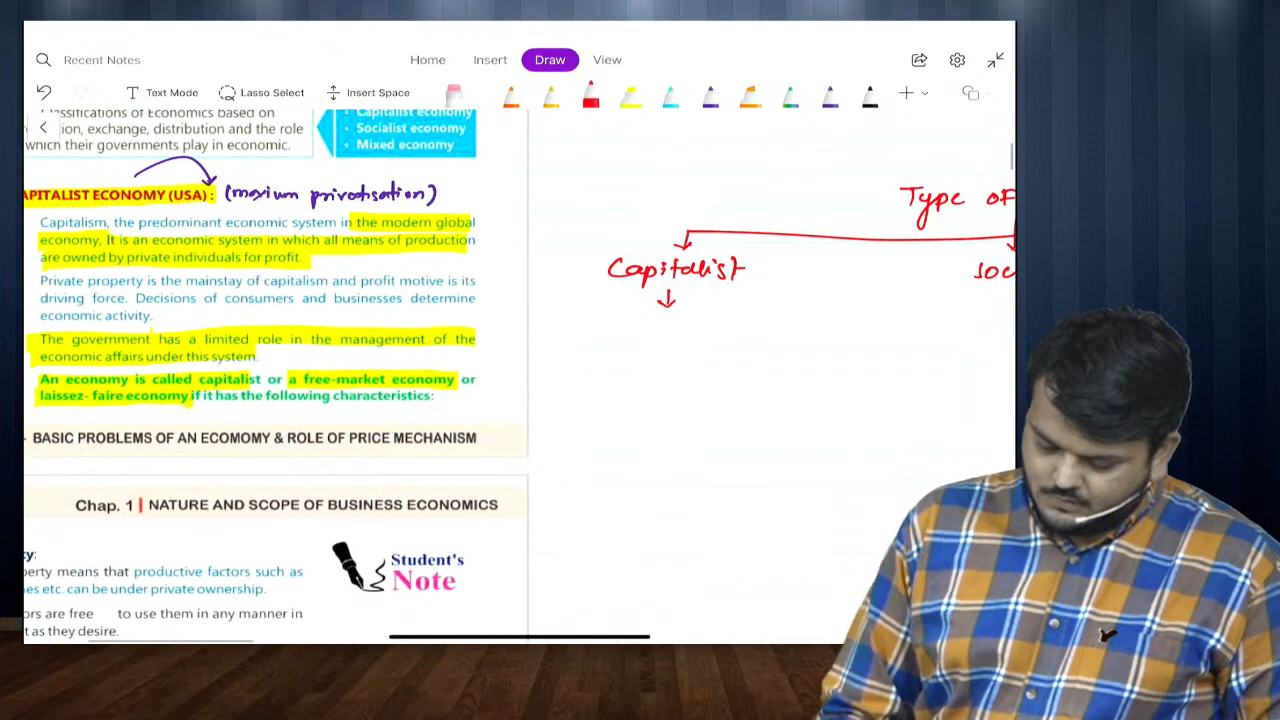 Recent Notes
Home Insert Draw View
Text Mode Lasso Select Insert Space
lassifications of Economics based on
ion, exchange, distribution and the role
which their governments play in economic.
• Capitalist economy
• Socialist economy
• Mixed economy
APITALIST ECONOMY (USA) : (maxium privatisation)
Capitalism, the predominant economic system in the modern global
economy, It is an economic system in which all means of production
are owned by private individuals for profit.
Private property is the mainstay of capitalism and profit motive is its
driving force. Decisions of consumers and businesses determine
economic activity.
The government has a limited role in the management of the
economic affairs under this system.
An economy is called capitalist or a free-market economy or
laissez- faire economy if it has the following characteristics:
- BASIC PROBLEMS OF AN ECOMOMY & ROLE OF PRICE MECHANISM
Chap. 1 | NATURE AND SCOPE OF BUSINESS ECONOMICS
ty:
perty means that productive factors such as
nes etc. can be under private ownership.
ors are free to use them in any manner in
t as they desire.
Student's
Note
Type of
Capitalist
soc